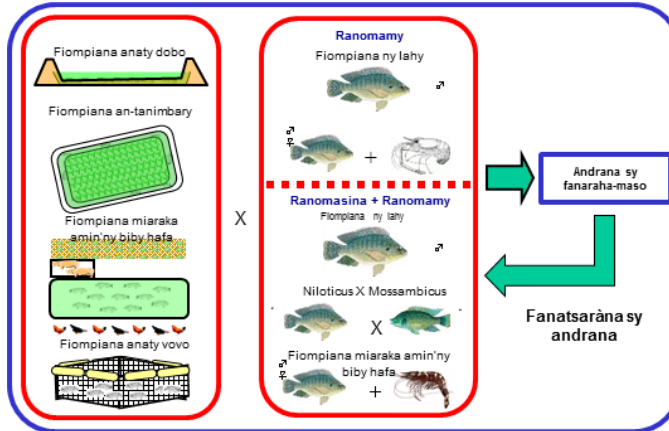 Fiompiana anaty dobo
Fiompiana an-tanimbary
Fiompiana miaraka
amin'ny biby hafa
Fiompiana anaty vovo
X
Ranomamy
Fiompiana ny lahy
♂
♂♀
+
Ranomasina + Ranomamy
Fiompiana ny lahy
♂
Niloticus X Mossambicus
X
Fiompiana miaraka amin'ny
biby hafa
♂♀
+
Andrana sy
fanaraha-maso
Fanatsaràna sy
andrana